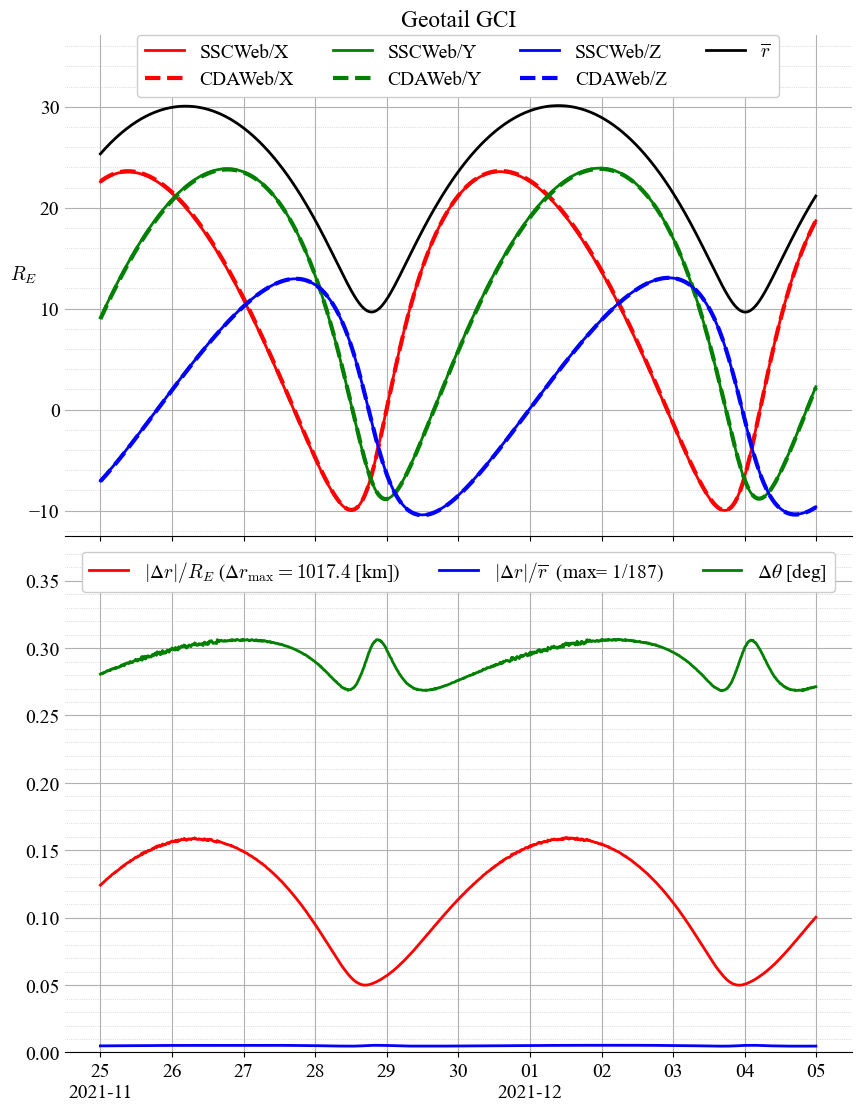 Geotail GCI
SSCWeb/X SSCWeb/Y SSCWeb/Z r̅
CDAWeb/X CDAWeb/Y CDAWeb/Z
30
20
R_E
10
0
−10
|Δr|/R_E (Δr_max = 1017.4 [km]) |Δr|/r̅ (max= 1/187) Δθ [deg]
0.35
0.30
0.25
0.20
0.15
0.10
0.05
0.00
25 26 27 28 29 30 01 02 03 04 05
2021-11 2021-12